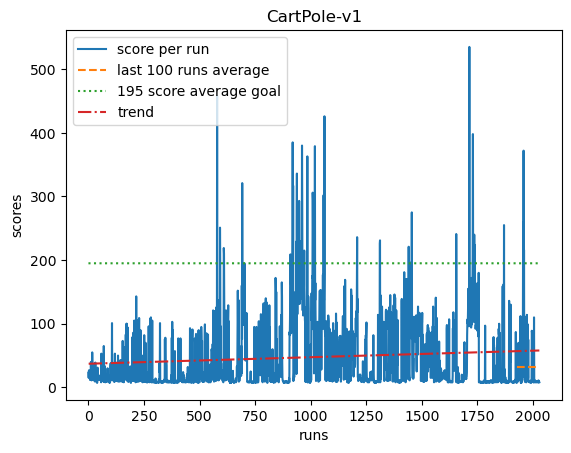 CartPole-v1
score per run
last 100 runs average
195 score average goal
trend
scores
500
400
300
200
100
0
0
250
500
750
1000
1250
1500
1750
2000
runs